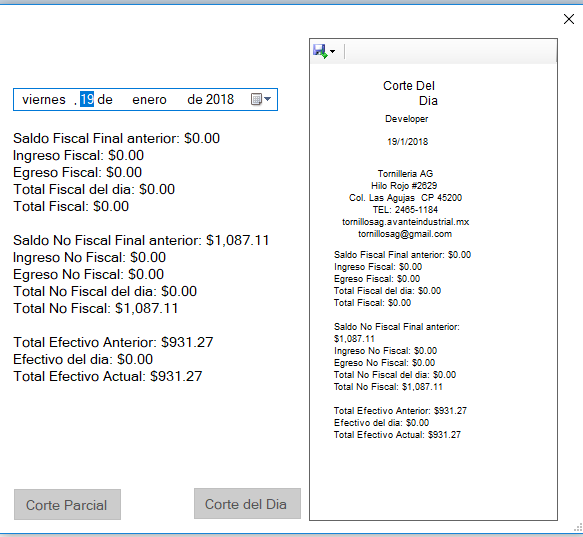 viernes , 19 de enero de 2018
Saldo Fiscal Final anterior: $0.00
Ingreso Fiscal: $0.00
Egreso Fiscal: $0.00
Total Fiscal del dia: $0.00
Total Fiscal: $0.00
Saldo No Fiscal Final anterior: $1,087.11
Ingreso No Fiscal: $0.00
Egreso No Fiscal: $0.00
Total No Fiscal del dia: $0.00
Total No Fiscal: $1,087.11
Total Efectivo Anterior: $931.27
Efectivo del dia: $0.00
Total Efectivo Actual: $931.27
Corte Parcial
Corte del Dia
Corte Del
Dia
Developer
19/1/2018
Tornilleria AG
Hilo Rojo #2629
Col. Las Agujas CP 45200
TEL: 2465-1184
tornillosag.avanteindustrial.mx
tornillosag@gmail.com
Saldo Fiscal Final anterior: $0.00
Ingreso Fiscal: $0.00
Egreso Fiscal: $0.00
Total Fiscal del dia: $0.00
Total Fiscal: $0.00
Saldo No Fiscal Final anterior:
$1,087.11
Ingreso No Fiscal: $0.00
Egreso No Fiscal: $0.00
Total No Fiscal del dia: $0.00
Total No Fiscal: $1,087.11
Total Efectivo Anterior: $931.27
Efectivo del dia: $0.00
Total Efectivo Actual: $931.27